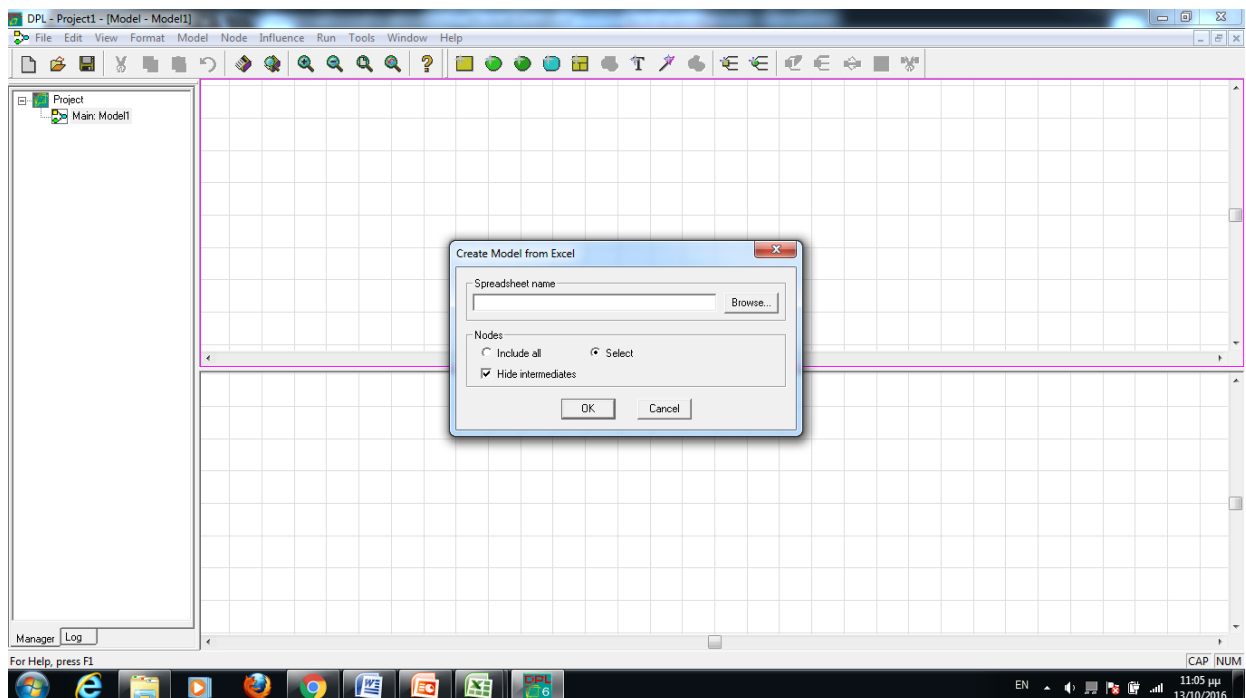 DPL - Project1 - [Model - Model1]
File Edit View Format Model Node Influence Run Tools Window Help
Project
Main: Model1
Create Model from Excel
Spreadsheet name
Browse...
Nodes
Include all
Select
Hide intermediates
OK
Cancel
Manager
Log
For Help, press F1
CAP NUM
DPL
6
EN
11:05 μμ
13/10/2016